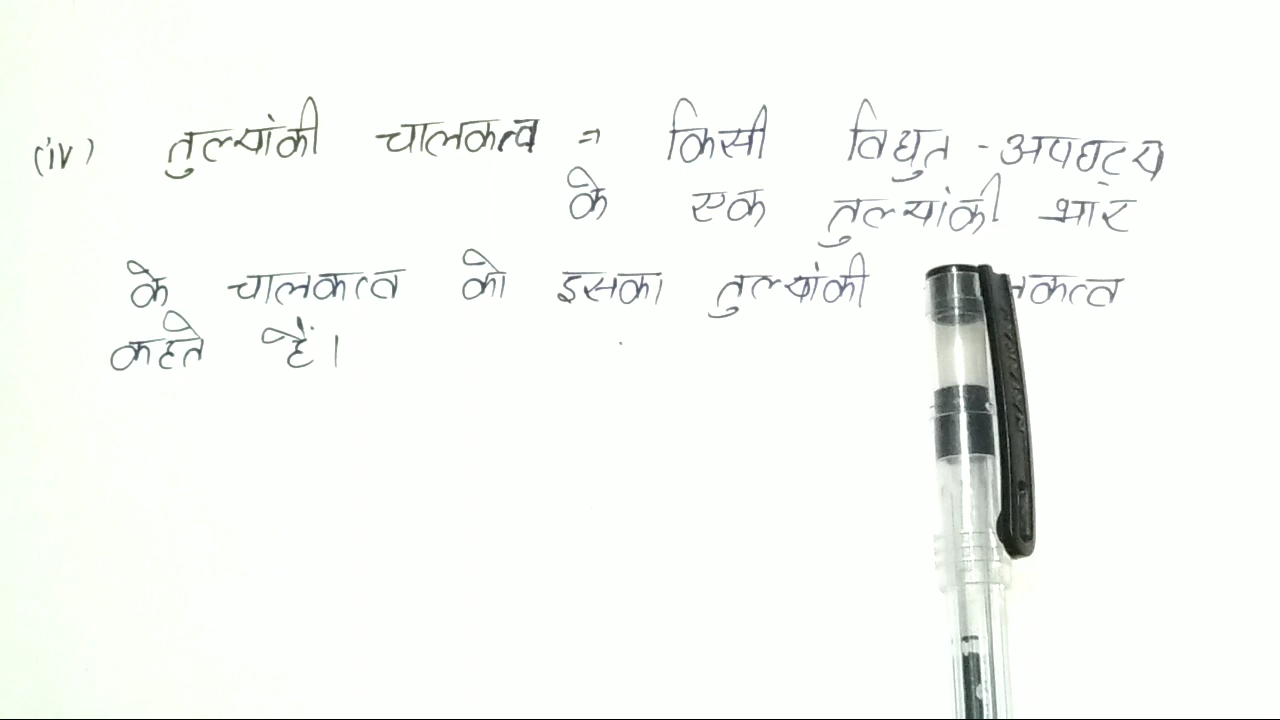 (iv) तुल्यांकी चालकत्व = किसी विद्युत - अपघट्य
के एक तुल्यांकी भार
के चालकत्व को इसका तुल्यांकी
कहते हैं।